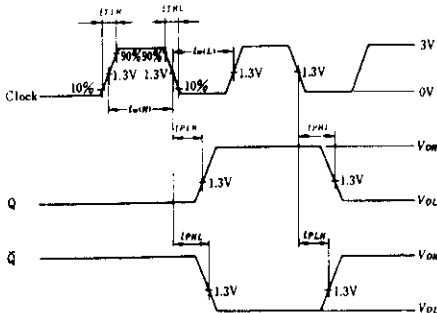 tTLH tTHL
90% 90% tw(L) 3V
1.3V 1.3V 1.3V 1.3V
Clock 10% 10% 0V
tw(H)
tPLH tPHL VOH
1.3V 1.3V
Q VOL
tPHL tPLH
Q̄ VOH
1.3V 1.3V
VOL